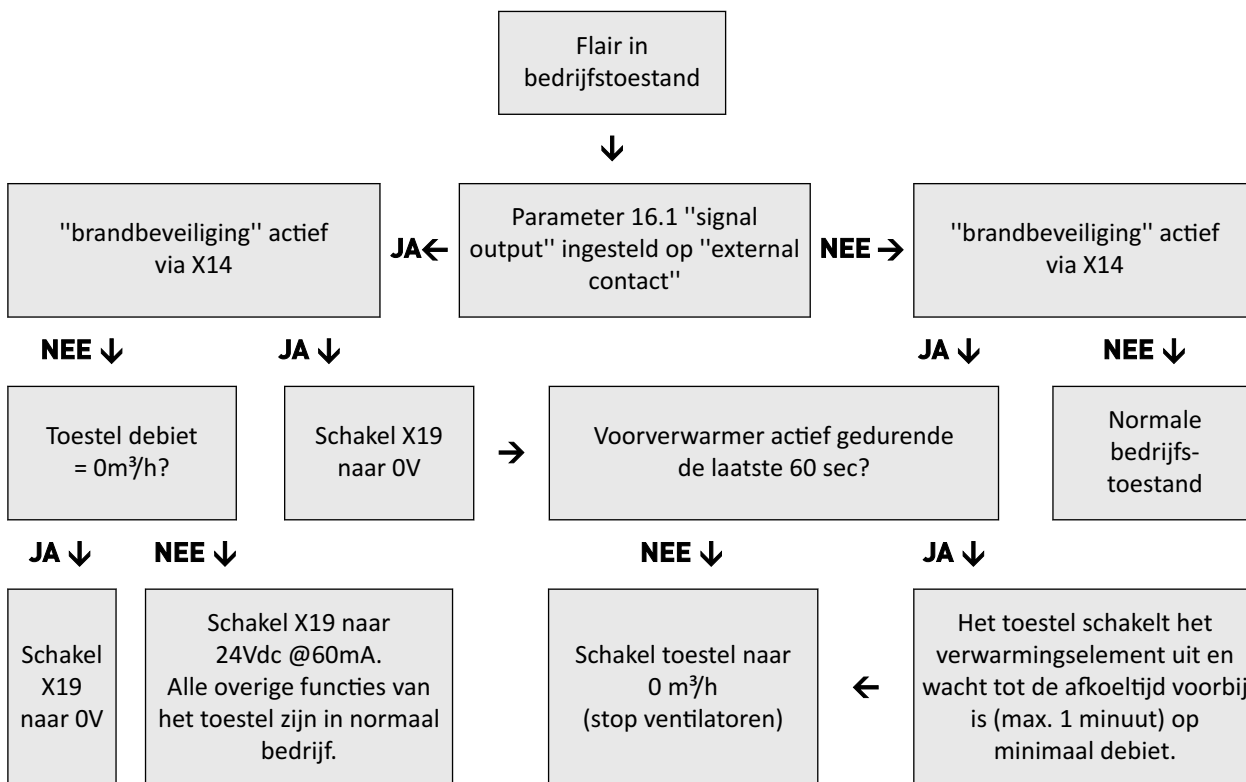 Flair in
bedrijfstoestand
↓
''brandbeveiliging'' actief
via X14
JA←
Parameter 16.1 ''signal
output'' ingesteld op ''external
contact''
NEE →
''brandbeveiliging'' actief
via X14
NEE ↓
JA ↓
JA ↓
NEE ↓
Toestel debiet
= 0m³/h?
Schakel X19
naar 0V
→
Voorverwarmer actief gedurende
de laatste 60 sec?
Normale
bedrijfs-
toestand
JA ↓
NEE ↓
NEE ↓
JA ↓
Schakel
X19
naar 0V
Schakel X19 naar
24Vdc @60mA.
Alle overige functies van
het toestel zijn in normaal
bedrijf.
Schakel toestel naar
0 m³/h
(stop ventilatoren)
←
Het toestel schakelt het
verwarmingselement uit en
wacht tot de afkoeltijd voorbij
is (max. 1 minuut) op
minimaal debiet.